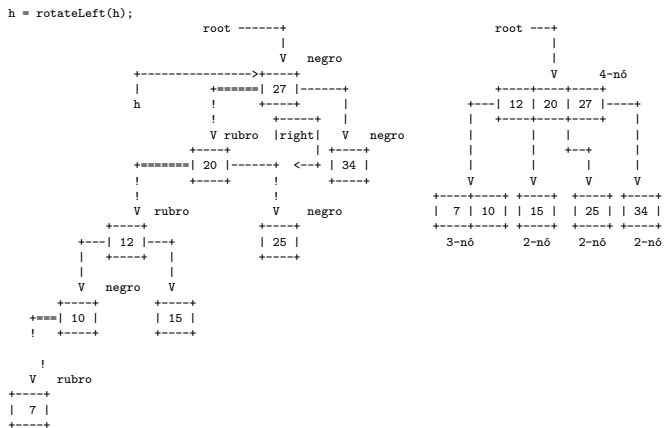 h = rotateLeft(h);
root ------+ root ---+
| |
V negro |
+----------------->+----+ V 4-nó
| +======| 27 |------+ +----+----+----+
h ! +----+ | +---| 12 | 20 | 27 |----+
! +------+ | | +----+----+----+ |
V rubro |right| V negro | | | |
+----+ | +----+ | | +--+ |
+=======| 20 |------+ <--+ | 34 | | | | |
! +----+ ! +----+ V V V V
! ! +----+----+ +----+ +----+ +----+
V rubro V negro | 7 | 10 | | 15 | | 25 | | 34 |
+----+ +----+ +----+----+ +----+ +----+ +----+
+---| 12 |---+ | 25 | 3-nó 2-nó 2-nó 2-nó
| +----+ | +----+
| |
V negro V
+----+ +----+
+===| 10 | | 15 |
! +----+ +----+
!
V rubro
+----+
| 7 |
+----+